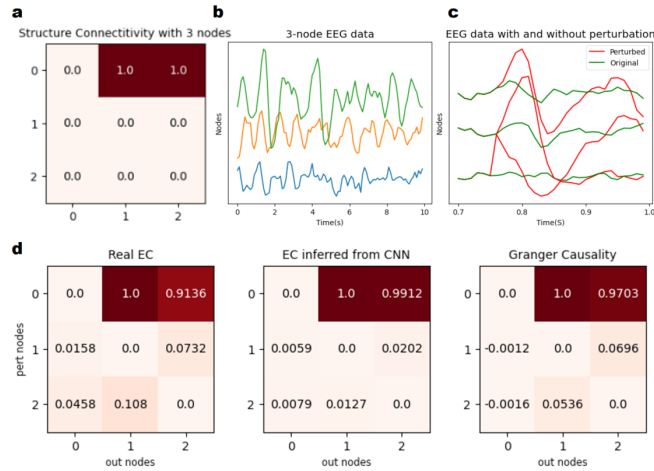 a
Structure Connectitivity with 3 nodes
0
0.0 1.0 1.0
1
0.0 0.0 0.0
2
0.0 0.0 0.0
0 1 2
b
3-node EEG data
Nodes
0 2 4 6 8 10
Time(s)
c
EEG data with and without perturbation
Perturbed
Original
Nodes
0.7 0.8 0.9 1.0
Time(S)
d
Real EC
pert nodes
0
0.0 1.0 0.9136
1
0.0158 0.0 0.0732
2
0.0458 0.108 0.0
0 1 2
out nodes
EC inferred from CNN
0
0.0 1.0 0.9912
1
0.0059 0.0 0.0202
2
0.0079 0.0127 0.0
0 1 2
Granger Causality
0
0.0 1.0 0.9703
1
-0.0012 0.0 0.0696
2
-0.0016 0.0536 0.0
0 1 2
out nodes